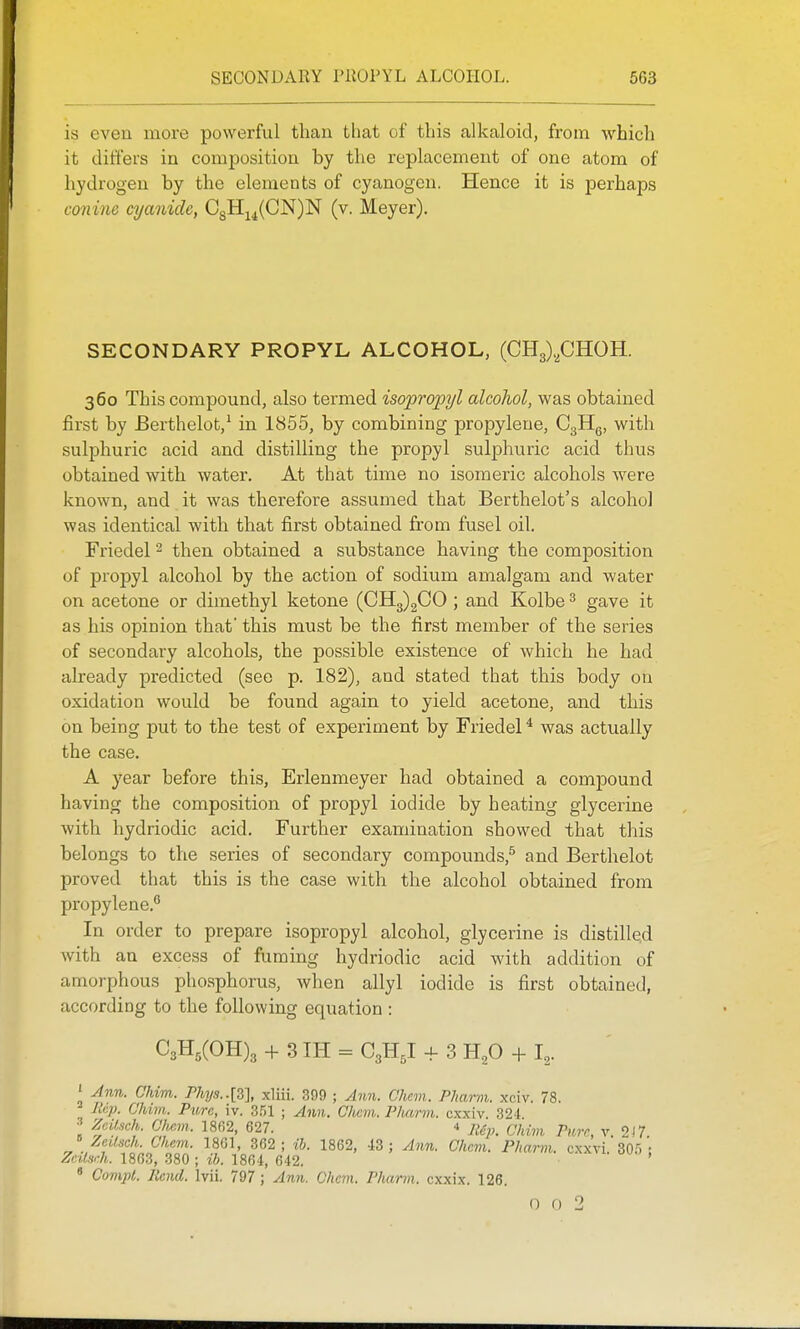 SECONDARY PROPYL ALCOHOL. 563
is even more powerful than that of this alkaloid, from which
it differs in composition by the replacement of one atom of
hydrogen by the elements of cyanogen. Hence it is perhaps
conine cyanide, C₈H₁₄(CN)N (v. Meyer).
SECONDARY PROPYL ALCOHOL, (CH₃)₂CHOH.
360 This compound, also termed isopropyl alcohol, was obtained
first by Berthelot,¹ in 1855, by combining propylene, C₃H₆, with
sulphuric acid and distilling the propyl sulphuric acid thus
obtained with water. At that time no isomeric alcohols were
known, and it was therefore assumed that Berthelot's alcohol
was identical with that first obtained from fusel oil.
Friedel² then obtained a substance having the composition
of propyl alcohol by the action of sodium amalgam and water
on acetone or dimethyl ketone (CH₃)₂CO ; and Kolbe³ gave it
as his opinion that' this must be the first member of the series
of secondary alcohols, the possible existence of which he had
already predicted (see p. 182), and stated that this body on
oxidation would be found again to yield acetone, and this
on being put to the test of experiment by Friedel⁴ was actually
the case.
A year before this, Erlenmeyer had obtained a compound
having the composition of propyl iodide by heating glycerine
with hydriodic acid. Further examination showed that this
belongs to the series of secondary compounds,⁵ and Berthelot
proved that this is the case with the alcohol obtained from
propylene.⁶
In order to prepare isopropyl alcohol, glycerine is distilled
with an excess of fuming hydriodic acid with addition of
amorphous phosphorus, when allyl iodide is first obtained,
according to the following equation :
C₃H₅(OH)₃ + 3 IH = C₃H₅I + 3 H₂O + I₂.
¹ Ann. Chim. Phys..[3], xliii. 399 ; Ann. Chem. Pharm. xciv. 78.
² Rép. Chim. Pure, iv. 351 ; Ann. Chem. Pharm. cxxiv. 324.
³ Zeitsch. Chem. 1862, 627. ⁴ Rép. Chim Pure, v. 247.
⁵ Zeitsch. Chem. 1861, 362 ; ib. 1862, 43 ; Ann. Chem. Pharm. cxxvi. 305 ;
Zeitsch. 1863, 380 ; ib. 1864, 642.
⁶ Compt. Rend. lvii. 797 ; Ann. Chem. Pharm. cxxix. 126.
O O 2